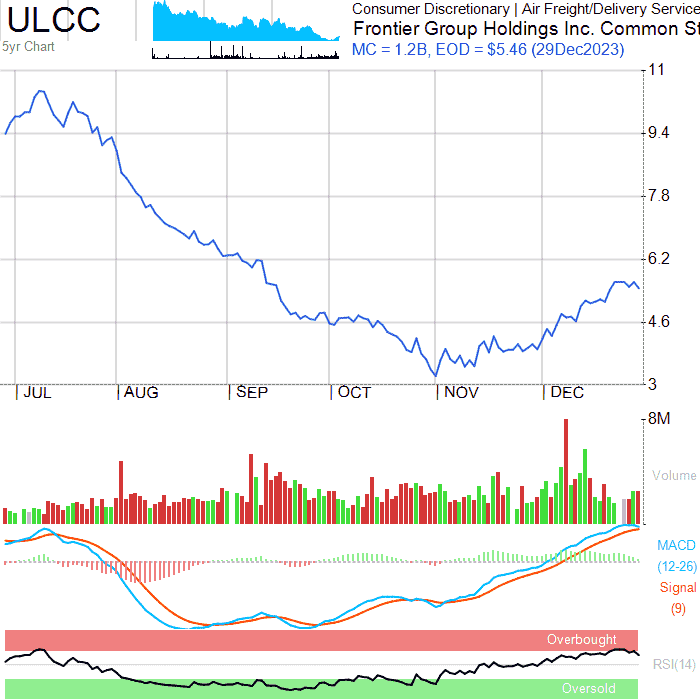 ULCC
5yr Chart
Consumer Discretionary | Air Freight/Delivery Service
Frontier Group Holdings Inc. Common St
MC = 1.2B, EOD = $5.46 (29Dec2023)
11
9.4
7.8
6.2
4.6
3
JUL AUG SEP OCT NOV DEC
8M
Volume
MACD
(12-26)
Signal
(9)
Overbought
RSI(14)
Oversold